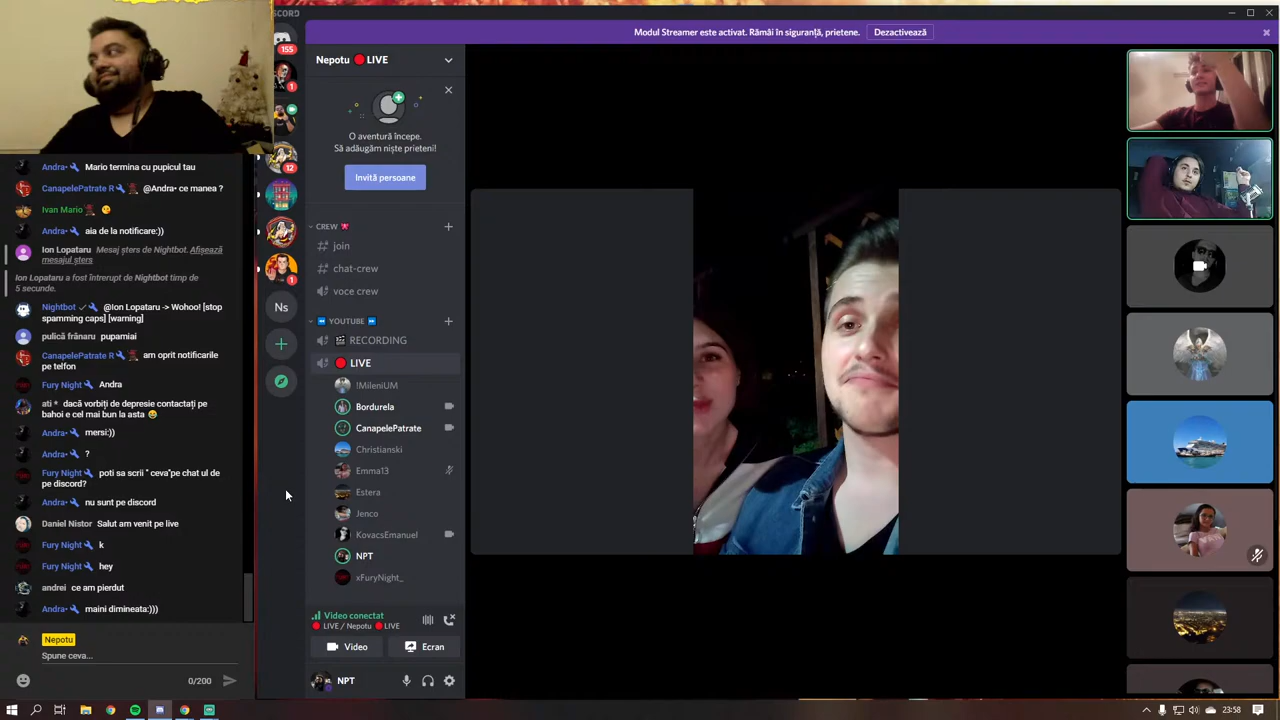 SCORD
Modul Streamer este activat. Rămâi în siguranță, prietene.
Dezactivează
155
1
12
1
Ns
Nepotu 🔴LIVE
O aventură începe.
Să adăugăm niște prieteni!
Invită persoane
CREW
join
chat-crew
voce crew
YOUTUBE
RECORDING
LIVE
!MileniUM
Bordurela
CanapelePatrate
Christianski
Emma13
Estera
Jenco
KovacsEmanuel
NPT
xFuryNight_
Video conectat
LIVE / Nepotu 🔴LIVE
Video
Ecran
NPT
Andra• Mario termina cu pupicul tau
CanapelePatrate R @Andra• ce manea ?
Ivan Mario 😘
Andra• aia de la notificare:))
Ion Lopataru Mesaj șters de Nightbot. Afișează
mesajul șters
Ion Lopataru a fost întrerupt de Nightbot timp de
5 secunde.
Nightbot ✓ @Ion Lopataru -> Wohoo! [stop
spamming caps] [warning]
pulică frănaru pupamiai
CanapelePatrate R am oprit notificarile
pe telfon
Fury Night Andra
ati * dacă vorbiți de depresie contactați pe
bahoi e cel mai bun la asta 😆
Andra• mersi:))
Andra• ?
Fury Night poti sa scrii " ceva"pe chat ul de
pe discord?
Andra• nu sunt pe discord
Daniel Nistor Salut am venit pe live
Fury Night k
Fury Night hey
andrei ce am pierdut
Andra• maini dimineata:)))
Nepotu
Spune ceva...
0/200
23:58